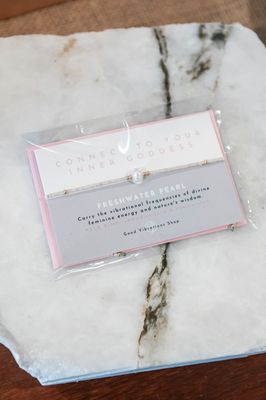 CONNECT TO YOUR
INNER GODDESS
FRESHWATER PEARL
Carry the vibrational frequencies of divine
feminine energy and nature's wisdom.
Good Vibrations Shop